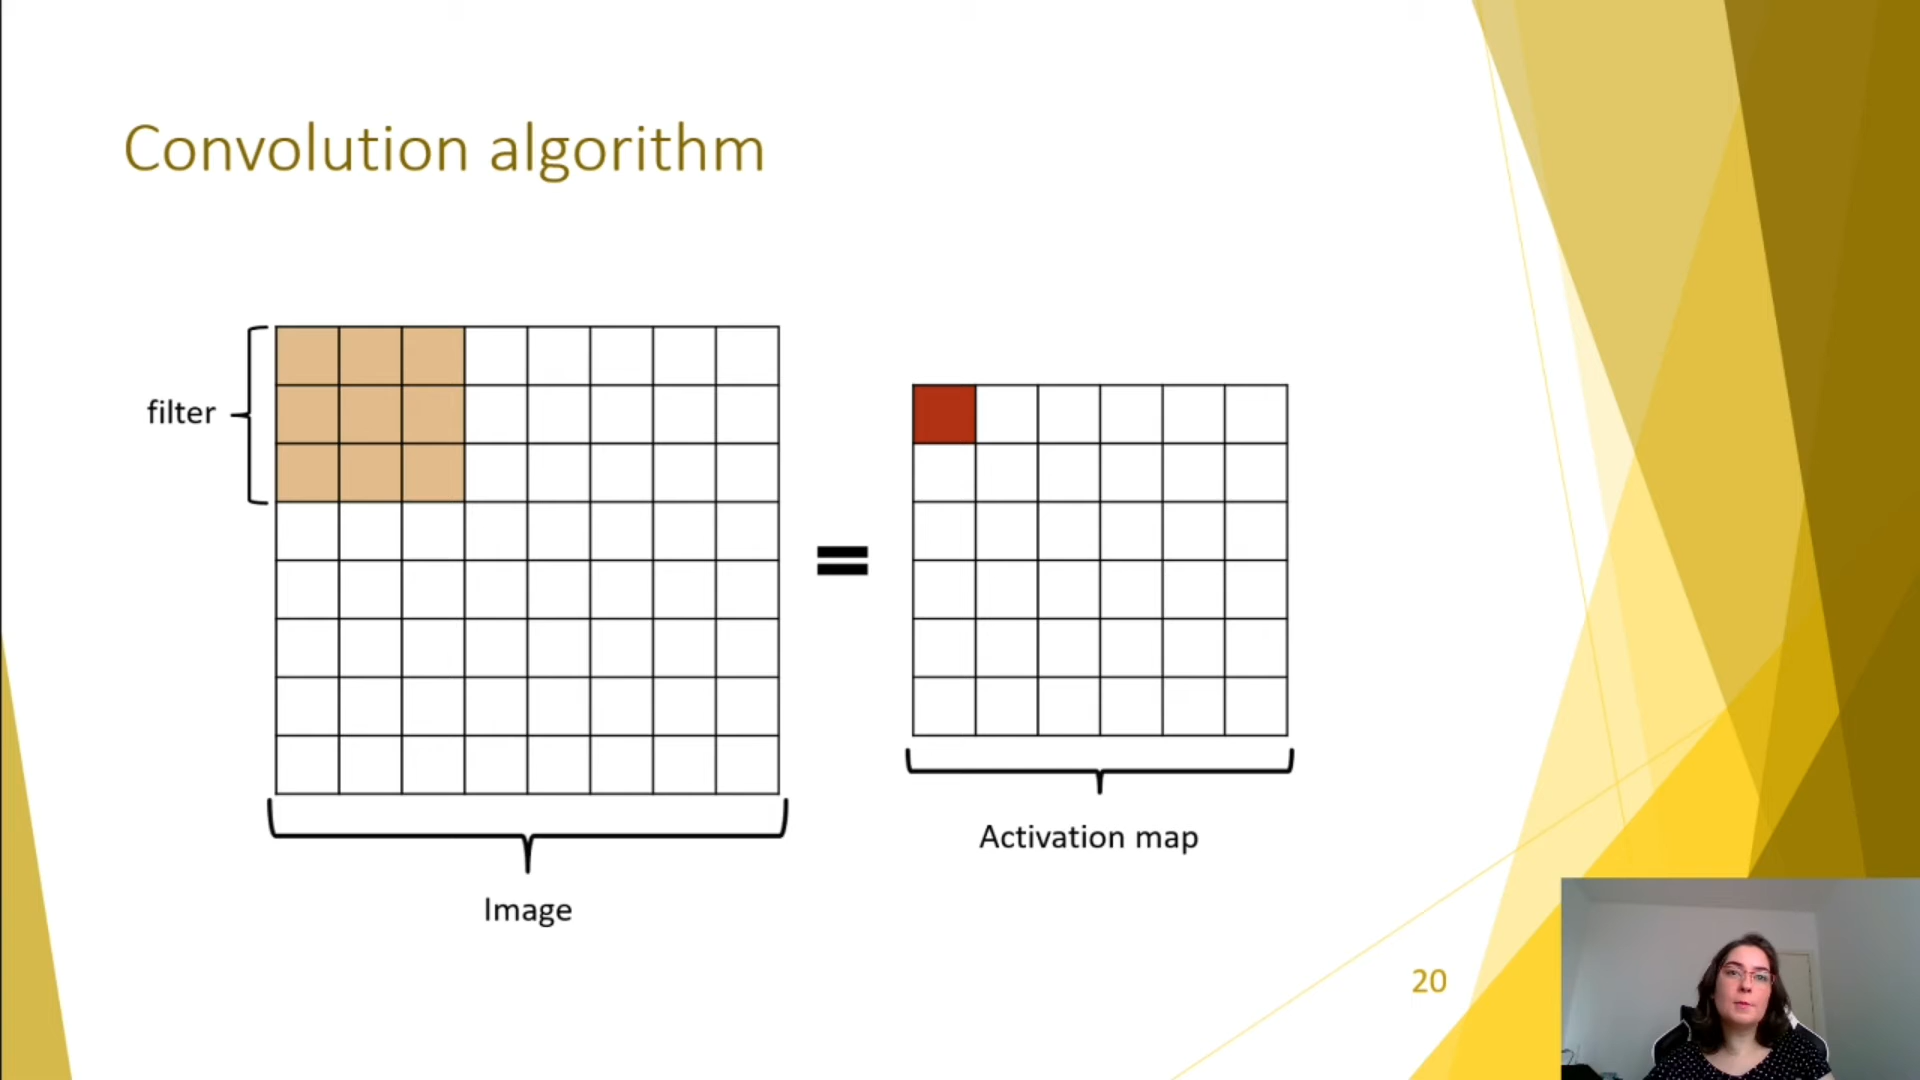 Convolution algorithm
filter
=
Activation map
Image
20